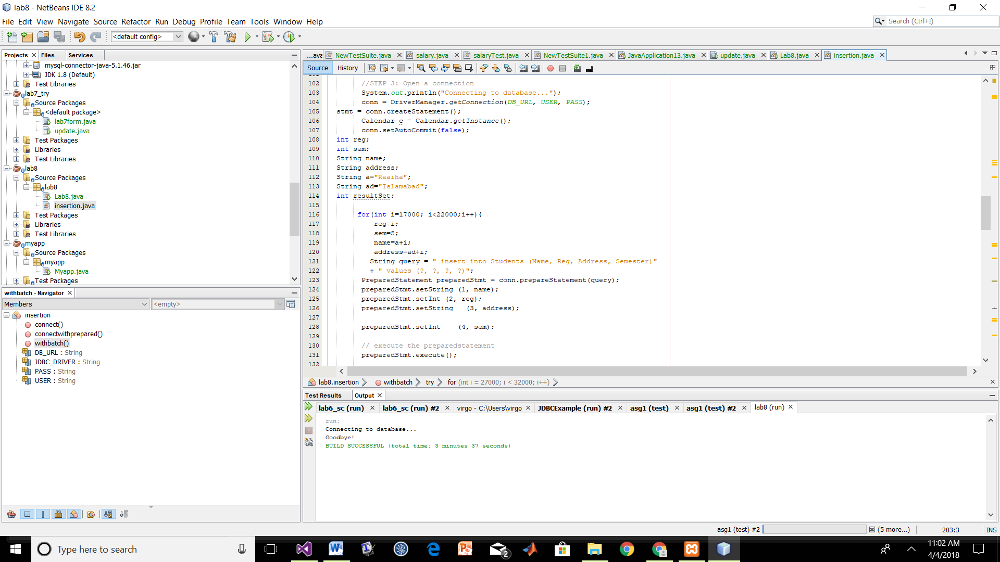 lab8 - NetBeans IDE 8.2
File Edit View Navigate Source Refactor Run Debug Profile Team Tools Window Help
Search (Ctrl+I)
<default config>
Projects Files Services
mysql-connector-java-5.1.46.jar
JDK 1.8 (Default)
Test Libraries
lab7_try
Source Packages
<default package>
lab7form.java
update.java
Test Packages
Libraries
Test Libraries
lab8
Source Packages
lab8
Lab8.java
insertion.java
Test Packages
Libraries
Test Libraries
myapp
Source Packages
myapp
Myapp.java
Test Packages
withbatch - Navigator
Members <empty>
insertion
connect()
connectwithprepared()
withbatch()
DB_URL : String
JDBC_DRIVER : String
PASS : String
USER : String
...ava NewTestSuite.java salary.java salaryTest.java NewTestSuite1.java JavaApplication13.java update.java Lab8.java insertion.java
Source History
101
102 //STEP 3: Open a connection
103 System.out.println("Connecting to database...");
104 conn = DriverManager.getConnection(DB_URL, USER, PASS);
105 stmt = conn.createStatement();
106 Calendar c = Calendar.getInstance();
107 conn.setAutoCommit(false);
108 int reg;
109 int sem;
110 String name;
111 String address;
112 String a="Raaiha";
113 String ad="Islamabad";
114 int resultSet;
115
116 for(int i=17000; i<22000;i++){
117 reg=i;
118 sem=5;
119 name=a+i;
120 address=ad+i;
121 String query = " insert into Students (Name, Reg, Address, Semester)"
122 + " values (?, ?, ?, ?)";
123 PreparedStatement preparedStmt = conn.prepareStatement(query);
124 preparedStmt.setString (1, name);
125 preparedStmt.setInt (2, reg);
126 preparedStmt.setString (3, address);
127
128 preparedStmt.setInt (4, sem);
129
130 // execute the preparedstatement
131 preparedStmt.execute();
132
lab8.insertion withbatch try for (int i = 27000; i < 32000; i++)
Test Results Output
lab6_sc (run) lab6_sc (run) #2 virgo - C:\Users\virgo JDBCExample (run) #2 asg1 (test) asg1 (test) #2 lab8 (run)
run:
Connecting to database...
Goodbye!
BUILD SUCCESSFUL (total time: 3 minutes 37 seconds)
asg1 (test) #2 (5 more...) 203:3 INS
Type here to search
2
11:02 AM
4/4/2018